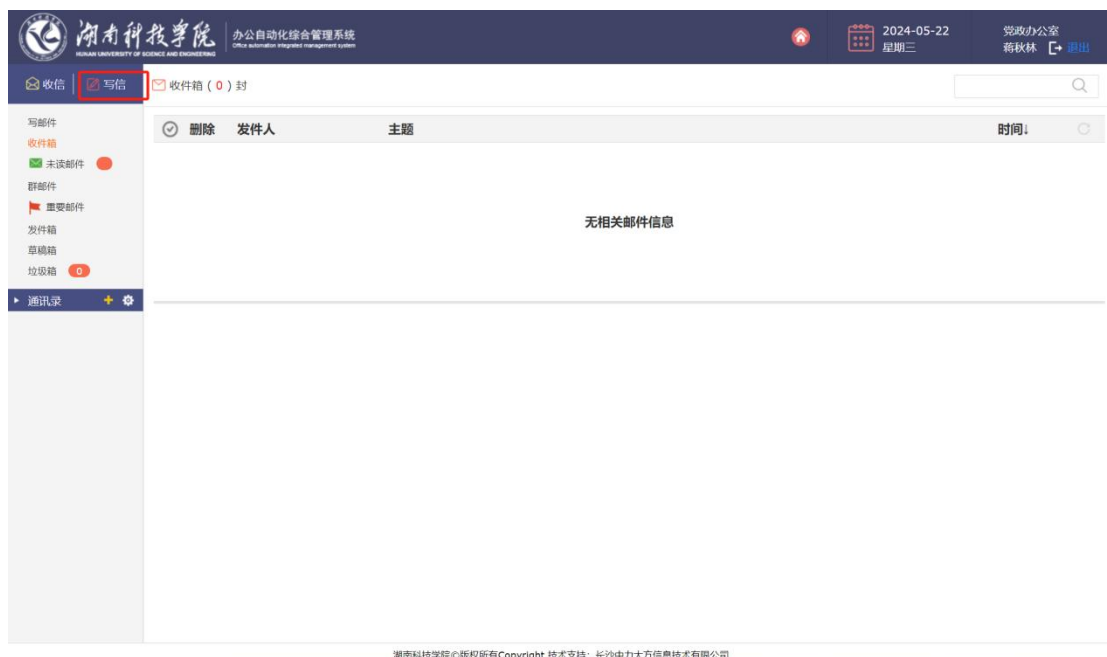 湖南科技学院
HUNAN UNIVERSITY OF SCIENCE AND ENGINEERING
办公自动化综合管理系统
Office automation integrated management system
2024-05-22
星期三
党政办公室
蒋秋林 退出
收信 写信 收件箱 ( 0 ) 封
写邮件
收件箱
未读邮件
群邮件
重要邮件
发件箱
草稿箱
垃圾箱 0
通讯录
删除 发件人 主题 时间↓
无相关邮件信息
湖南科技学院©版权所有Copyright 技术支持：长沙中力大方信息技术有限公司